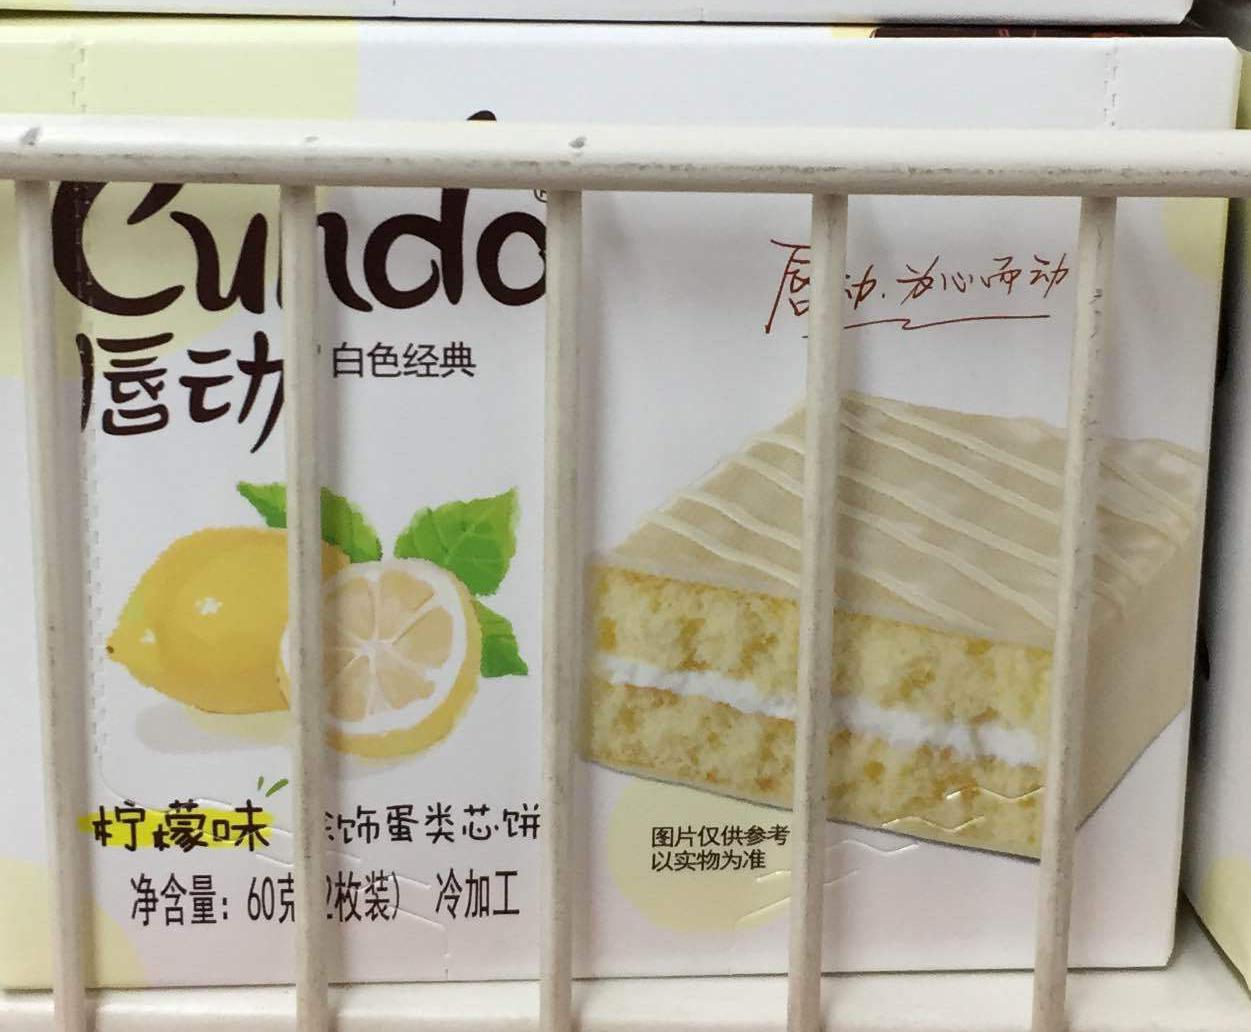 Cundo
唇动
白色经典
唇动·为心而动
柠檬味 涂饰蛋类芯饼
净含量：60克（2枚装） 冷加工
图片仅供参考
以实物为准